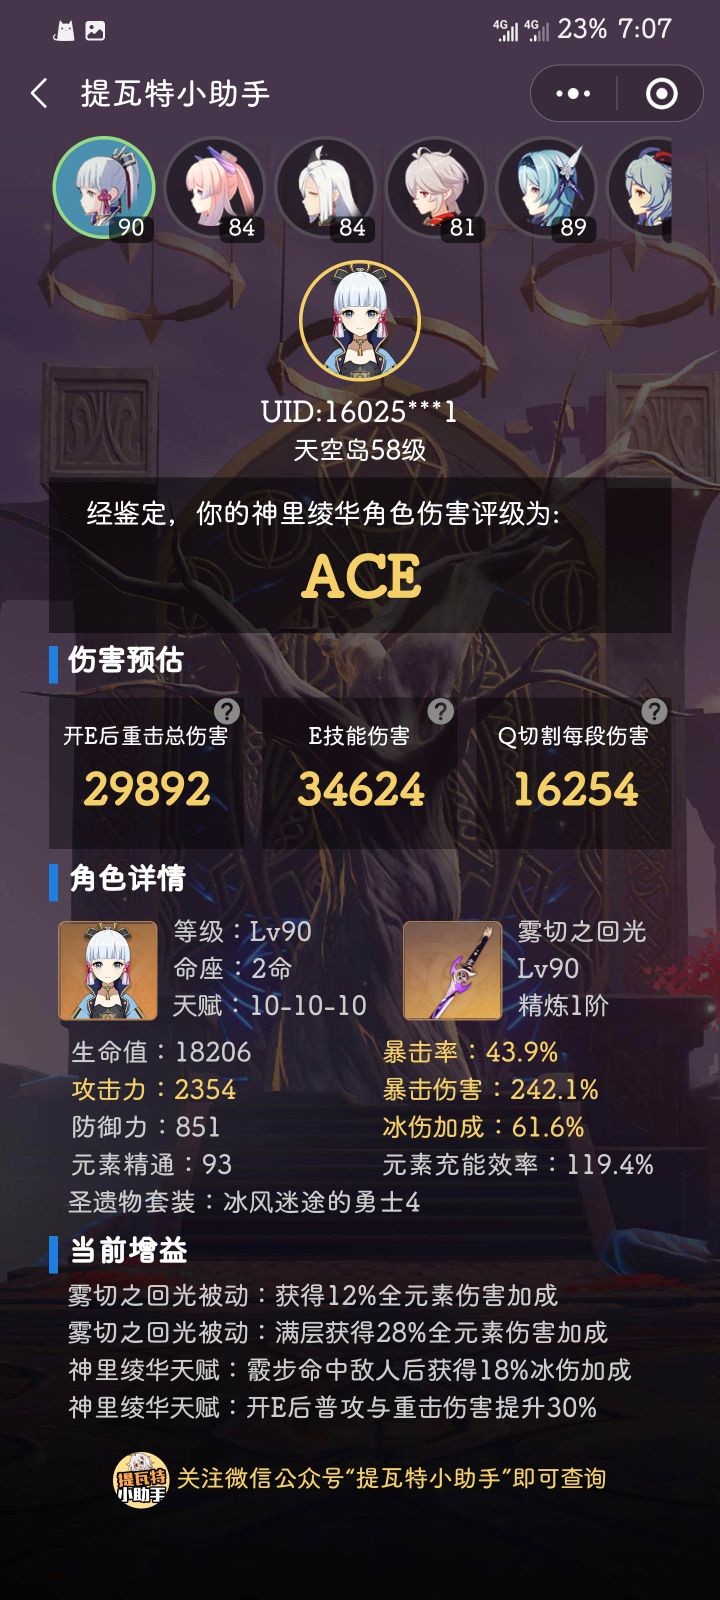 4G 4G 23% 7:07
提瓦特小助手
90 84 84 81 89
UID:16025***1
天空岛58级
经鉴定，你的神里绫华角色伤害评级为:
ACE
伤害预估
? ? ?
开E后重击总伤害 E技能伤害 Q切割每段伤害
29892 34624 16254
角色详情
等级：Lv90 雾切之回光
命座：2命 Lv90
天赋：10-10-10 精炼1阶
生命值：18206 暴击率：43.9%
攻击力：2354 暴击伤害：242.1%
防御力：851 冰伤加成：61.6%
元素精通：93 元素充能效率：119.4%
圣遗物套装：冰风迷途的勇士4
当前增益
雾切之回光被动：获得12%全元素伤害加成
雾切之回光被动：满层获得28%全元素伤害加成
神里绫华天赋：霰步命中敌人后获得18%冰伤加成
神里绫华天赋：开E后普攻与重击伤害提升30%
提瓦特
小助手
关注微信公众号“提瓦特小助手”即可查询